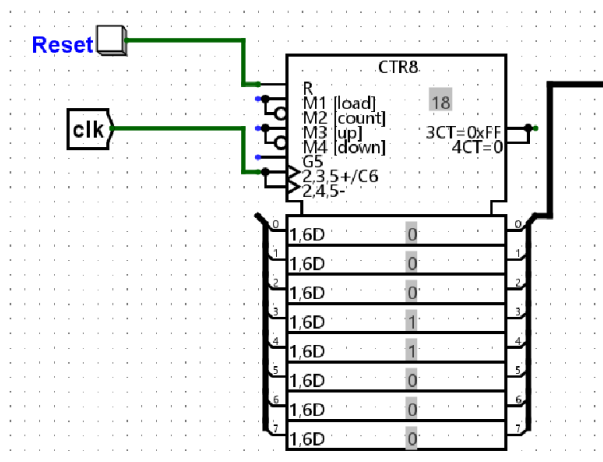 CTR8
Reset
R
M1 [load]
18
M2 [count]
clk
M3 [up]
3CT=0xFF
M4 [down]
4CT=0
G5
2,3,5+/C6
2,4,5-
0 1,6D 0 0
1 1,6D 0 1
2 1,6D 0 2
3 1,6D 1 3
4 1,6D 1 4
5 1,6D 0 5
6 1,6D 0 6
7 1,6D 0 7